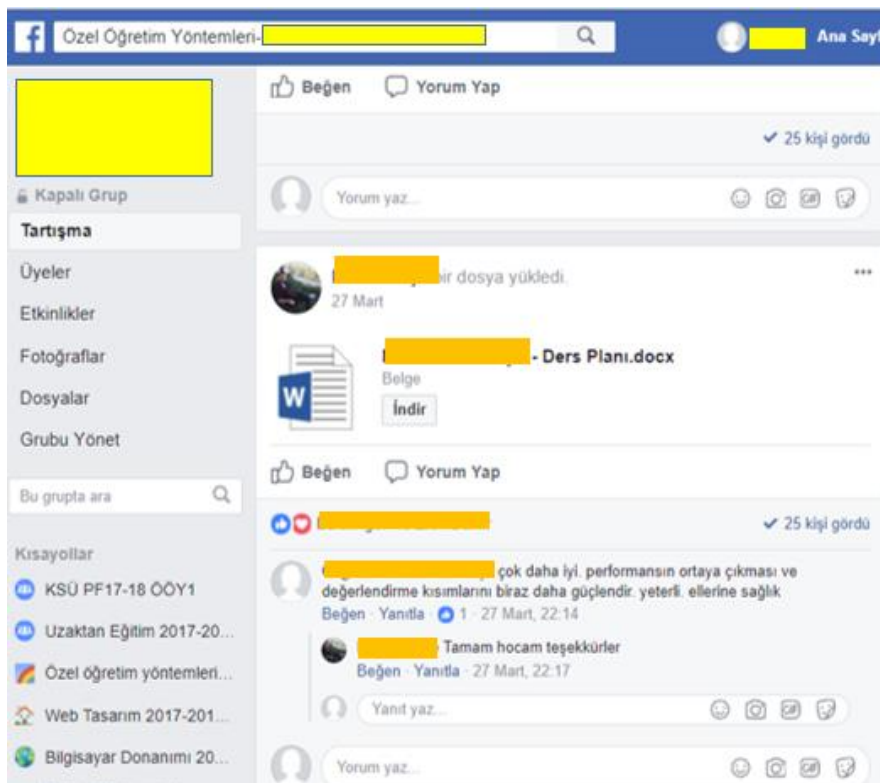 f
Özel Öğretim Yöntemleri-
Ana Sayf
Kapalı Grup
Tartışma
Üyeler
Etkinlikler
Fotoğraflar
Dosyalar
Grubu Yönet
Bu grupta ara
Kısayollar
KSÜ PF17-18 ÖÖY1
Uzaktan Eğitim 2017-20...
Özel öğretim yöntemleri...
Web Tasarım 2017-201...
Bilgisayar Donanımı 20...
Beğen Yorum Yap
25 kişi gördü
Yorum yaz...
GIF
bir dosya yükledi.
27 Mart
- Ders Planı.docx
W
Belge
İndir
Beğen Yorum Yap
25 kişi gördü
çok daha iyi. performansın ortaya çıkması ve
değerlendirme kısımlarını biraz daha güçlendir. yeterli. ellerine sağlık
Beğen · Yanıtla · 1 · 27 Mart, 22:14
Tamam hocam teşekkürler
Beğen · Yanıtla · 27 Mart, 22:17
Yanıt yaz...
GIF
Yorum yaz...
GIF